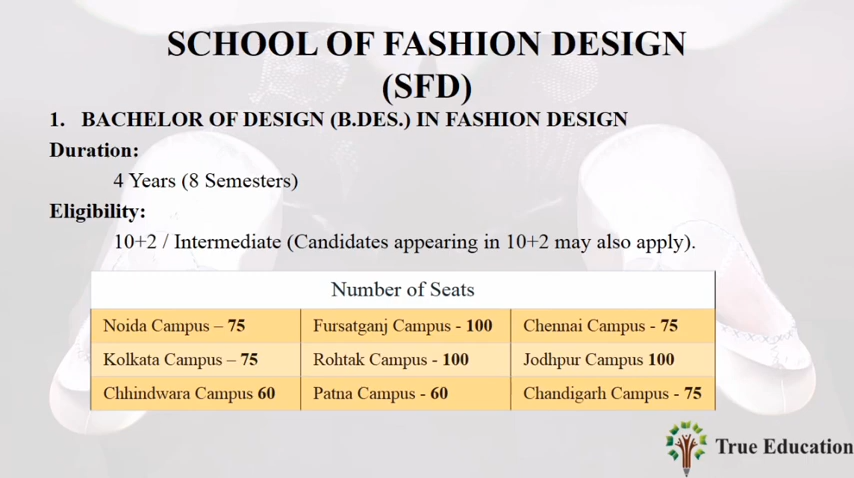 SCHOOL OF FASHION DESIGN
(SFD)
1. BACHELOR OF DESIGN (B.DES.) IN FASHION DESIGN
Duration:
4 Years (8 Semesters)
Eligibility:
10+2 / Intermediate (Candidates appearing in 10+2 may also apply).
Number of Seats
Noida Campus – 75 Fursatganj Campus - 100 Chennai Campus - 75
Kolkata Campus – 75 Rohtak Campus - 100 Jodhpur Campus 100
Chhindwara Campus 60 Patna Campus - 60 Chandigarh Campus - 75
True Education